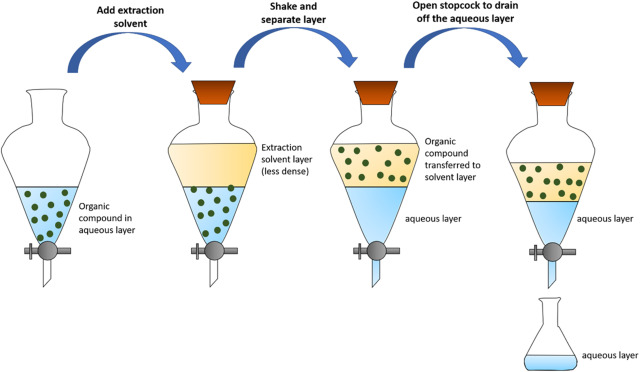 Add extraction
solvent
Shake and
separate layer
Open stopcock to drain
off the aqueous layer
Organic
compound in
aqueous layer
Extraction
solvent layer
(less dense)
Organic
compound
transferred to
solvent layer
aqueous layer
aqueous layer
aqueous layer